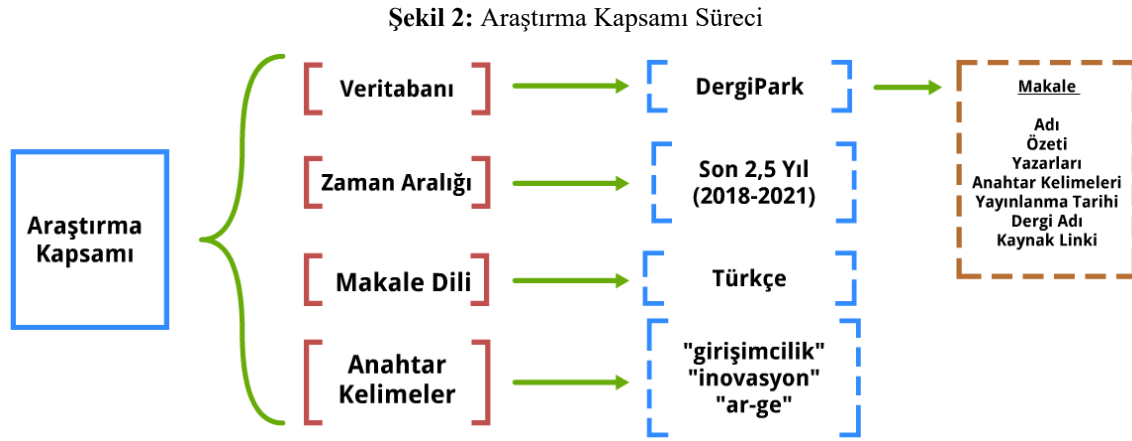 Şekil 2: Araştırma Kapsamı Süreci
Araştırma
Kapsamı
Veritabanı
DergiPark
Makale
Adı
Özeti
Yazarları
Anahtar Kelimeleri
Yayınlanma Tarihi
Dergi Adı
Kaynak Linki
Zaman Aralığı
Son 2,5 Yıl
(2018-2021)
Makale Dili
Türkçe
Anahtar
Kelimeler
"girişimcilik"
"inovasyon"
"ar-ge"